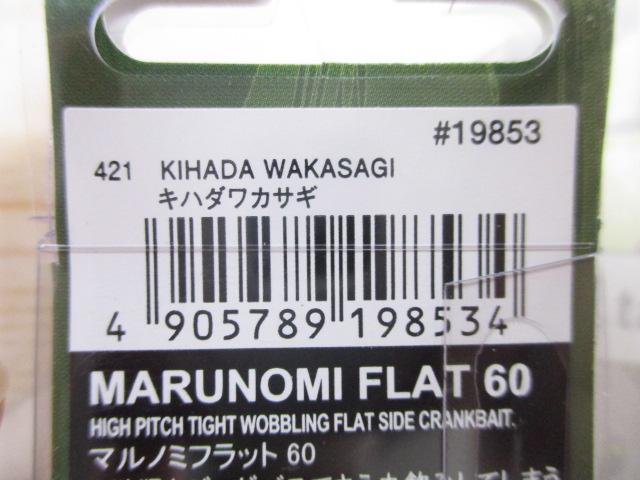 #19853
421 KIHADA WAKASAGI
キハダワカサギ
4 905789 198534
MARUNOMI FLAT 60
HIGH PITCH TIGHT WOBBLING FLAT SIDE CRANKBAIT.
マルノミフラット 60